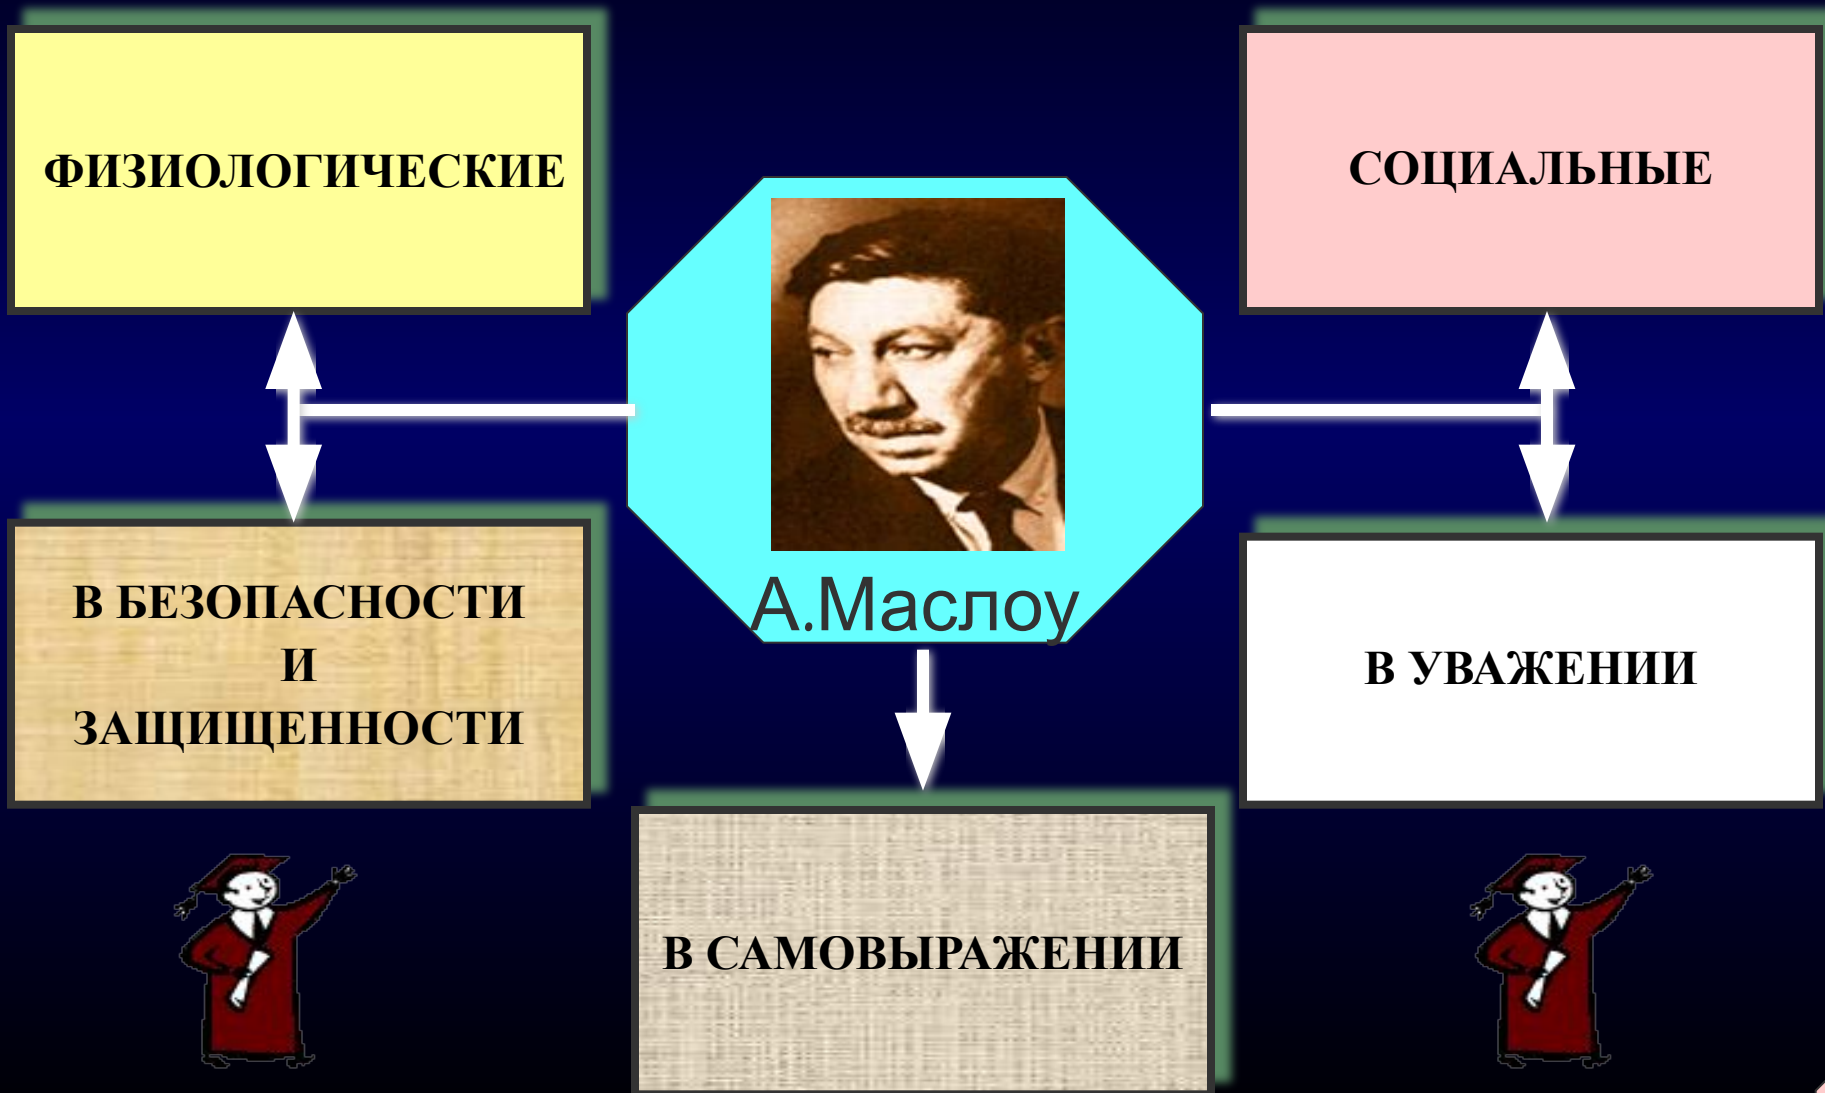 ФИЗИОЛОГИЧЕСКИЕ
СОЦИАЛЬНЫЕ
А.Маслоу
В БЕЗОПАСНОСТИ
И
ЗАЩИЩЕННОСТИ
В УВАЖЕНИИ
В САМОВЫРАЖЕНИИ